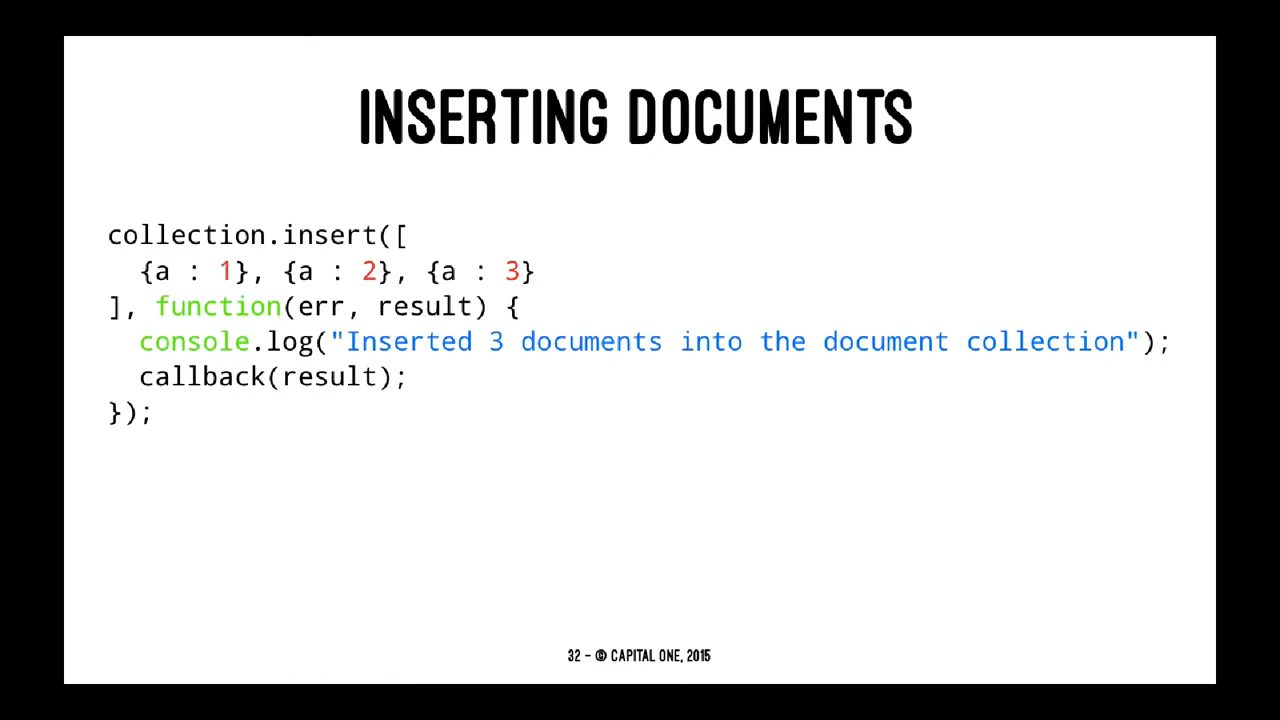 INSERTING DOCUMENTS
collection.insert([
  {a : 1}, {a : 2}, {a : 3}
], function(err, result) {
  console.log("Inserted 3 documents into the document collection");
  callback(result);
});
32 - © CAPITAL ONE, 2015